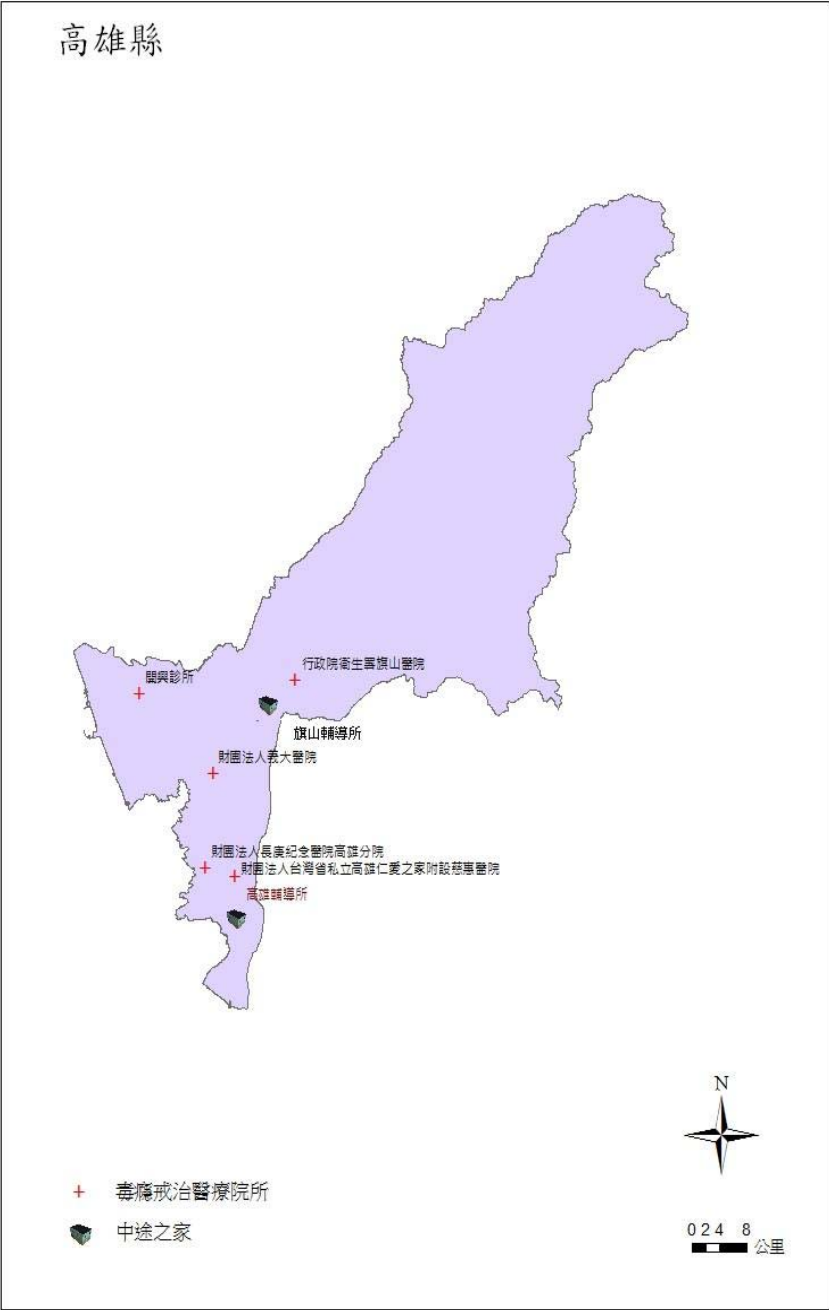 高雄縣
行政院衛生署旗山醫院
開興診所
旗山輔導所
財團法人義大醫院
財團法人長庚紀念醫院高雄分院
財團法人台灣省私立高雄仁愛之家附設慈惠醫院
高雄輔導所
N
毒癮戒治醫療院所
中途之家
0 2 4 8
公里